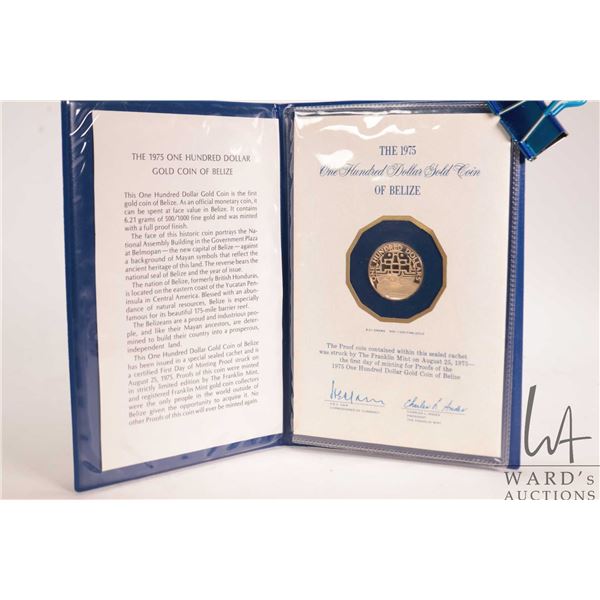 THE 1975 ONE HUNDRED DOLLAR
GOLD COIN OF BELIZE
This One Hundred Dollar Gold Coin is the first
gold coin of Belize. As an official monetary coin, it
can be spent at face value in Belize. It contains
6.21 grams of 500/1000 fine gold and was minted
with a full proof finish.
The face of this historic coin portrays the Na-
tional Assembly Building in the Government Plaza
at Belmopan—the new capital of Belize—against
a background of Mayan symbols that reflect the
ancient heritage of this land. The reverse bears the
national seal of Belize and the year of issue.
The nation of Belize, formerly British Honduras,
is located on the eastern coast of the Yucatan Pen-
insula in Central America. Blessed with an abun-
dance of natural resources, Belize is especially
famous for its beautiful 175-mile barrier reef.
The Belizeans are a proud and industrious peo-
ple, and like their Mayan ancestors, are deter-
mined to build their country into a prosperous,
independent land.
This One Hundred Dollar Gold Coin of Belize
has been issued in a special sealed cachet and is
a certified First Day of Minting Proof struck on
August 25, 1975. Proofs of this coin were minted
in strictly limited edition by The Franklin Mint,
and registered Franklin Mint gold coin collectors
were the only people in the world outside of
Belize given the opportunity to acquire it. No
other Proofs of this coin will ever be minted again.
THE 1975
One Hundred Dollar Gold Coin
OF BELIZE
ONE HUNDRED DOLLARS
The Proof coin contained within this sealed cachet
was struck by The Franklin Mint on August 25, 1975—
the first day of minting for Proofs of the
1975 One Hundred Dollar Gold Coin of Belize
COMMISSIONER OF CURRENCY
PRESIDENT
THE FRANKLIN MINT
WA
WARD's
AUCTIONS